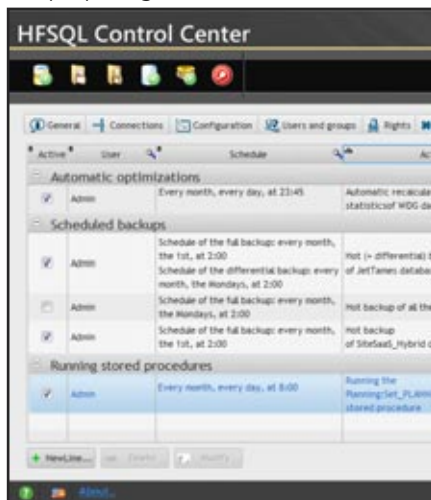 HFSQL Control Center
General Connections Configuration Users and groups Rights
Active User Schedule Ac
Automatic optimizations
Admin Every month, every day, at 23:45 Automatic recalcula
statisticsof WDG da
Scheduled backups
Admin Schedule of the full backup: every month, the 1st, at 2:00
Schedule of the differential backup: every month, the Mondays, at 2:00
Hot (+ differential) b
of JetTames databas
Admin Schedule of the full backup: every month, the Mondays, at 2:00
Hot backup of all the
Admin Schedule of the full backup: every month, the 1st, at 2:00
Hot backup
of SiteSaaS_Hybrid d
Running stored procedures
Admin Every month, every day, at 8:00 Running the
stored procedure
NewLine... Delete Modify
About...